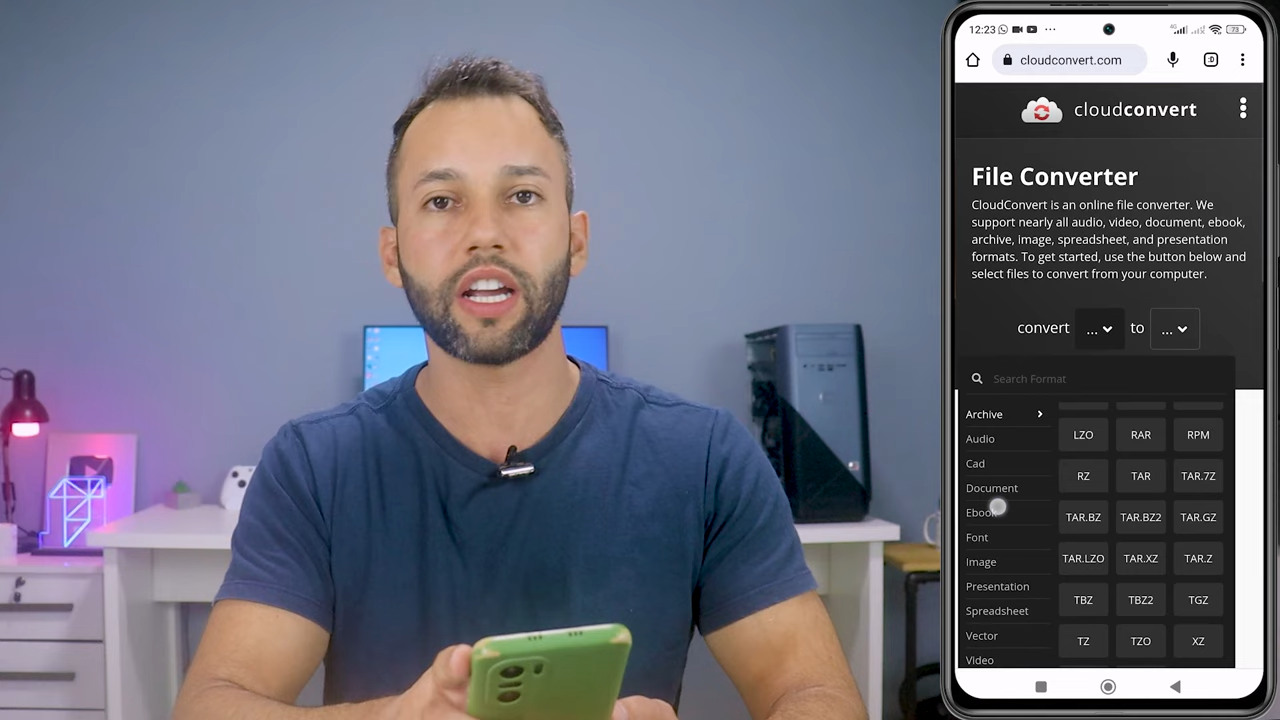 12:23
4G
73
cloudconvert.com
:D
cloudconvert
File Converter
CloudConvert is an online file converter. We
support nearly all audio, video, document, ebook,
archive, image, spreadsheet, and presentation
formats. To get started, use the button below and
select files to convert from your computer.
convert ... to ...
Search Format
Archive
Audio
Cad
Document
Ebook
Font
Image
Presentation
Spreadsheet
Vector
Video
LZO RAR RPM
RZ TAR TAR.7Z
TAR.BZ TAR.BZ2 TAR.GZ
TAR.LZO TAR.XZ TAR.Z
TBZ TBZ2 TGZ
TZ TZO XZ